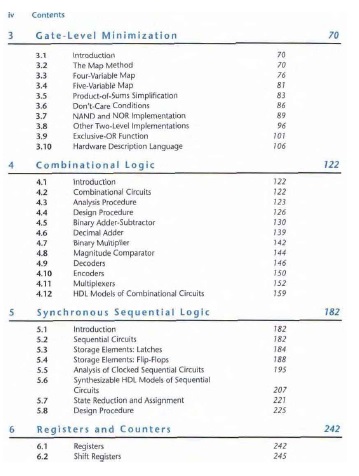 iv Contents
3 Gate-Level Minimization 70
3.1 Introduction 70
3.2 The Map Method 70
3.3 Four-Variable Map 76
3.4 Five-Variable Map 81
3.5 Product-of-Sums Simplification 83
3.6 Don't-Care Conditions 86
3.7 NAND and NOR Implementation 89
3.8 Other Two-Level Implementations 96
3.9 Exclusive-OR Function 101
3.10 Hardware Description Language 106
4 Combinational Logic 122
4.1 Introduction 122
4.2 Combinational Circuits 122
4.3 Analysis Procedure 123
4.4 Design Procedure 126
4.5 Binary Adder-Subtractor 130
4.6 Decimal Adder 139
4.7 Binary Multiplier 142
4.8 Magnitude Comparator 144
4.9 Decoders 146
4.10 Encoders 150
4.11 Multiplexers 152
4.12 HDL Models of Combinational Circuits 159
5 Synchronous Sequential Logic 182
5.1 Introduction 182
5.2 Sequential Circuits 182
5.3 Storage Elements: Latches 184
5.4 Storage Elements: Flip-Flops 188
5.5 Analysis of Clocked Sequential Circuits 195
5.6 Synthesizable HDL Models of Sequential
Circuits 207
5.7 State Reduction and Assignment 221
5.8 Design Procedure 225
6 Registers and Counters 242
6.1 Registers 242
6.2 Shift Registers 245